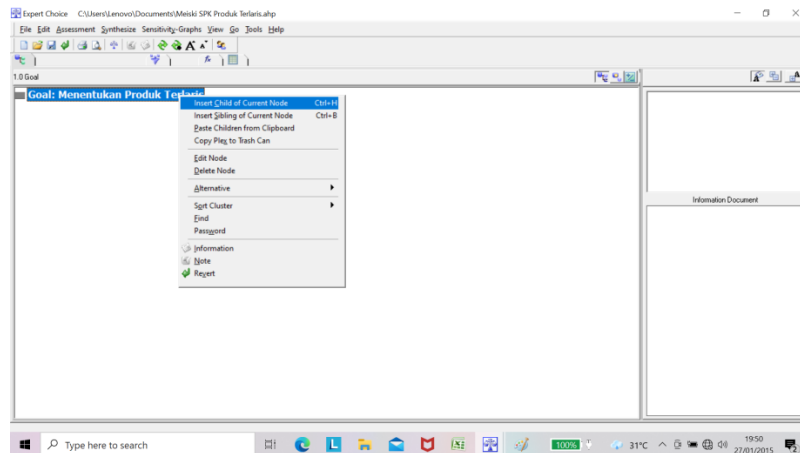 Expert Choice C:\Users\Lenovo\Documents\Meiski SPK Produk Terlaris.ahp
File Edit Assessment Synthesize Sensitivity-Graphs View Go Tools Help
1.0 Goal
Goal: Menentukan Produk Terlaris
Insert Child of Current Node Ctrl+H
Insert Sibling of Current Node Ctrl+B
Paste Children from Clipboard
Copy Plex to Trash Can
Edit Node
Delete Node
Alternative
Sort Cluster
Find
Password
Information
Note
Revert
Information Document
Type here to search
100%
31°C
19:50
27/01/2015